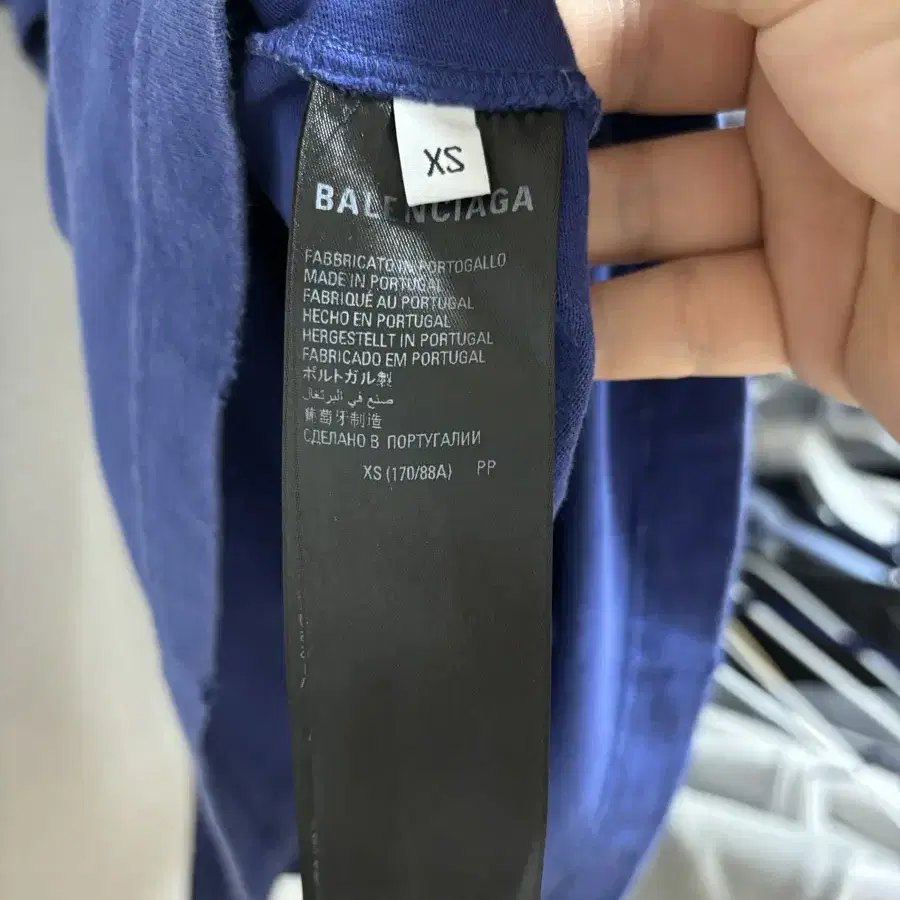 XS
BALENCIAGA
FABBRICATO IN PORTOGALLO
MADE IN PORTUGAL
FABRIQUÉ AU PORTUGAL
HECHO EN PORTUGAL
HERGESTELLT IN PORTUGAL
FABRICADO EM PORTUGAL
ポルトガル製
صنع في البرتغال
葡萄牙制造
СДЕЛАНО В ПОРТУГАЛИИ
XS (170/88A) PP